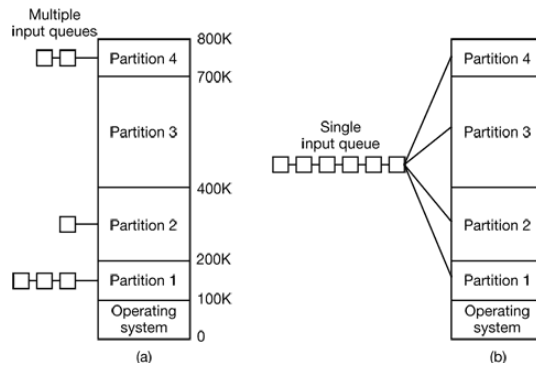 Multiple
input queues
800K
Partition 4
700K
Partition 3
400K
Partition 2
200K
Partition 1
100K
Operating
system
0
(a)
Single
input queue
Partition 4
Partition 3
Partition 2
Partition 1
Operating
system
(b)